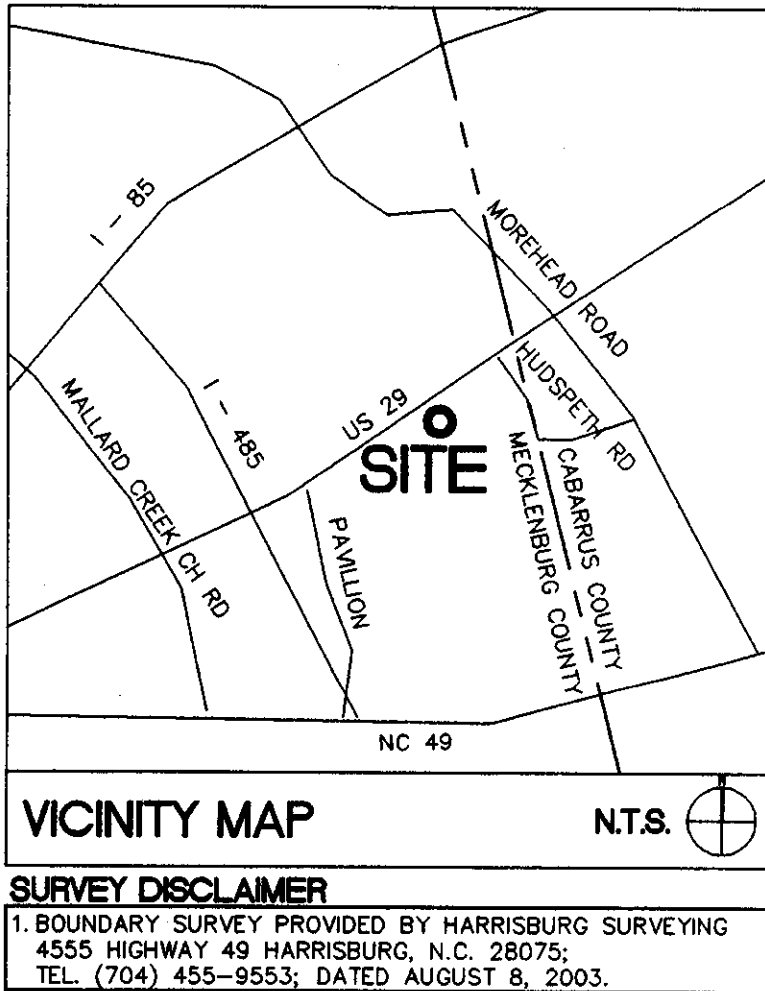 I - 85
MOREHEAD ROAD
MALLARD CREEK CH RD
I - 485
US 29
HUDSPETH RD
SITE
PAVILLION
CABARRUS COUNTY
MECKLENBURG COUNTY
NC 49
VICINITY MAP
N.T.S.
N
SURVEY DISCLAIMER
1. BOUNDARY SURVEY PROVIDED BY HARRISBURG SURVEYING
4555 HIGHWAY 49 HARRISBURG, N.C. 28075;
TEL. (704) 455-9553; DATED AUGUST 8, 2003.